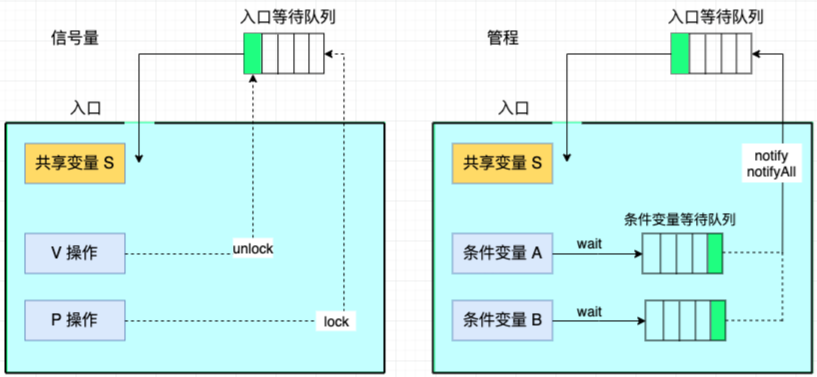 信号量
入口等待队列
入口
共享变量 S
V 操作
unlock
P 操作
lock
管程
入口等待队列
入口
共享变量 S
notify
notifyAll
条件变量等待队列
条件变量 A
wait
条件变量 B
wait